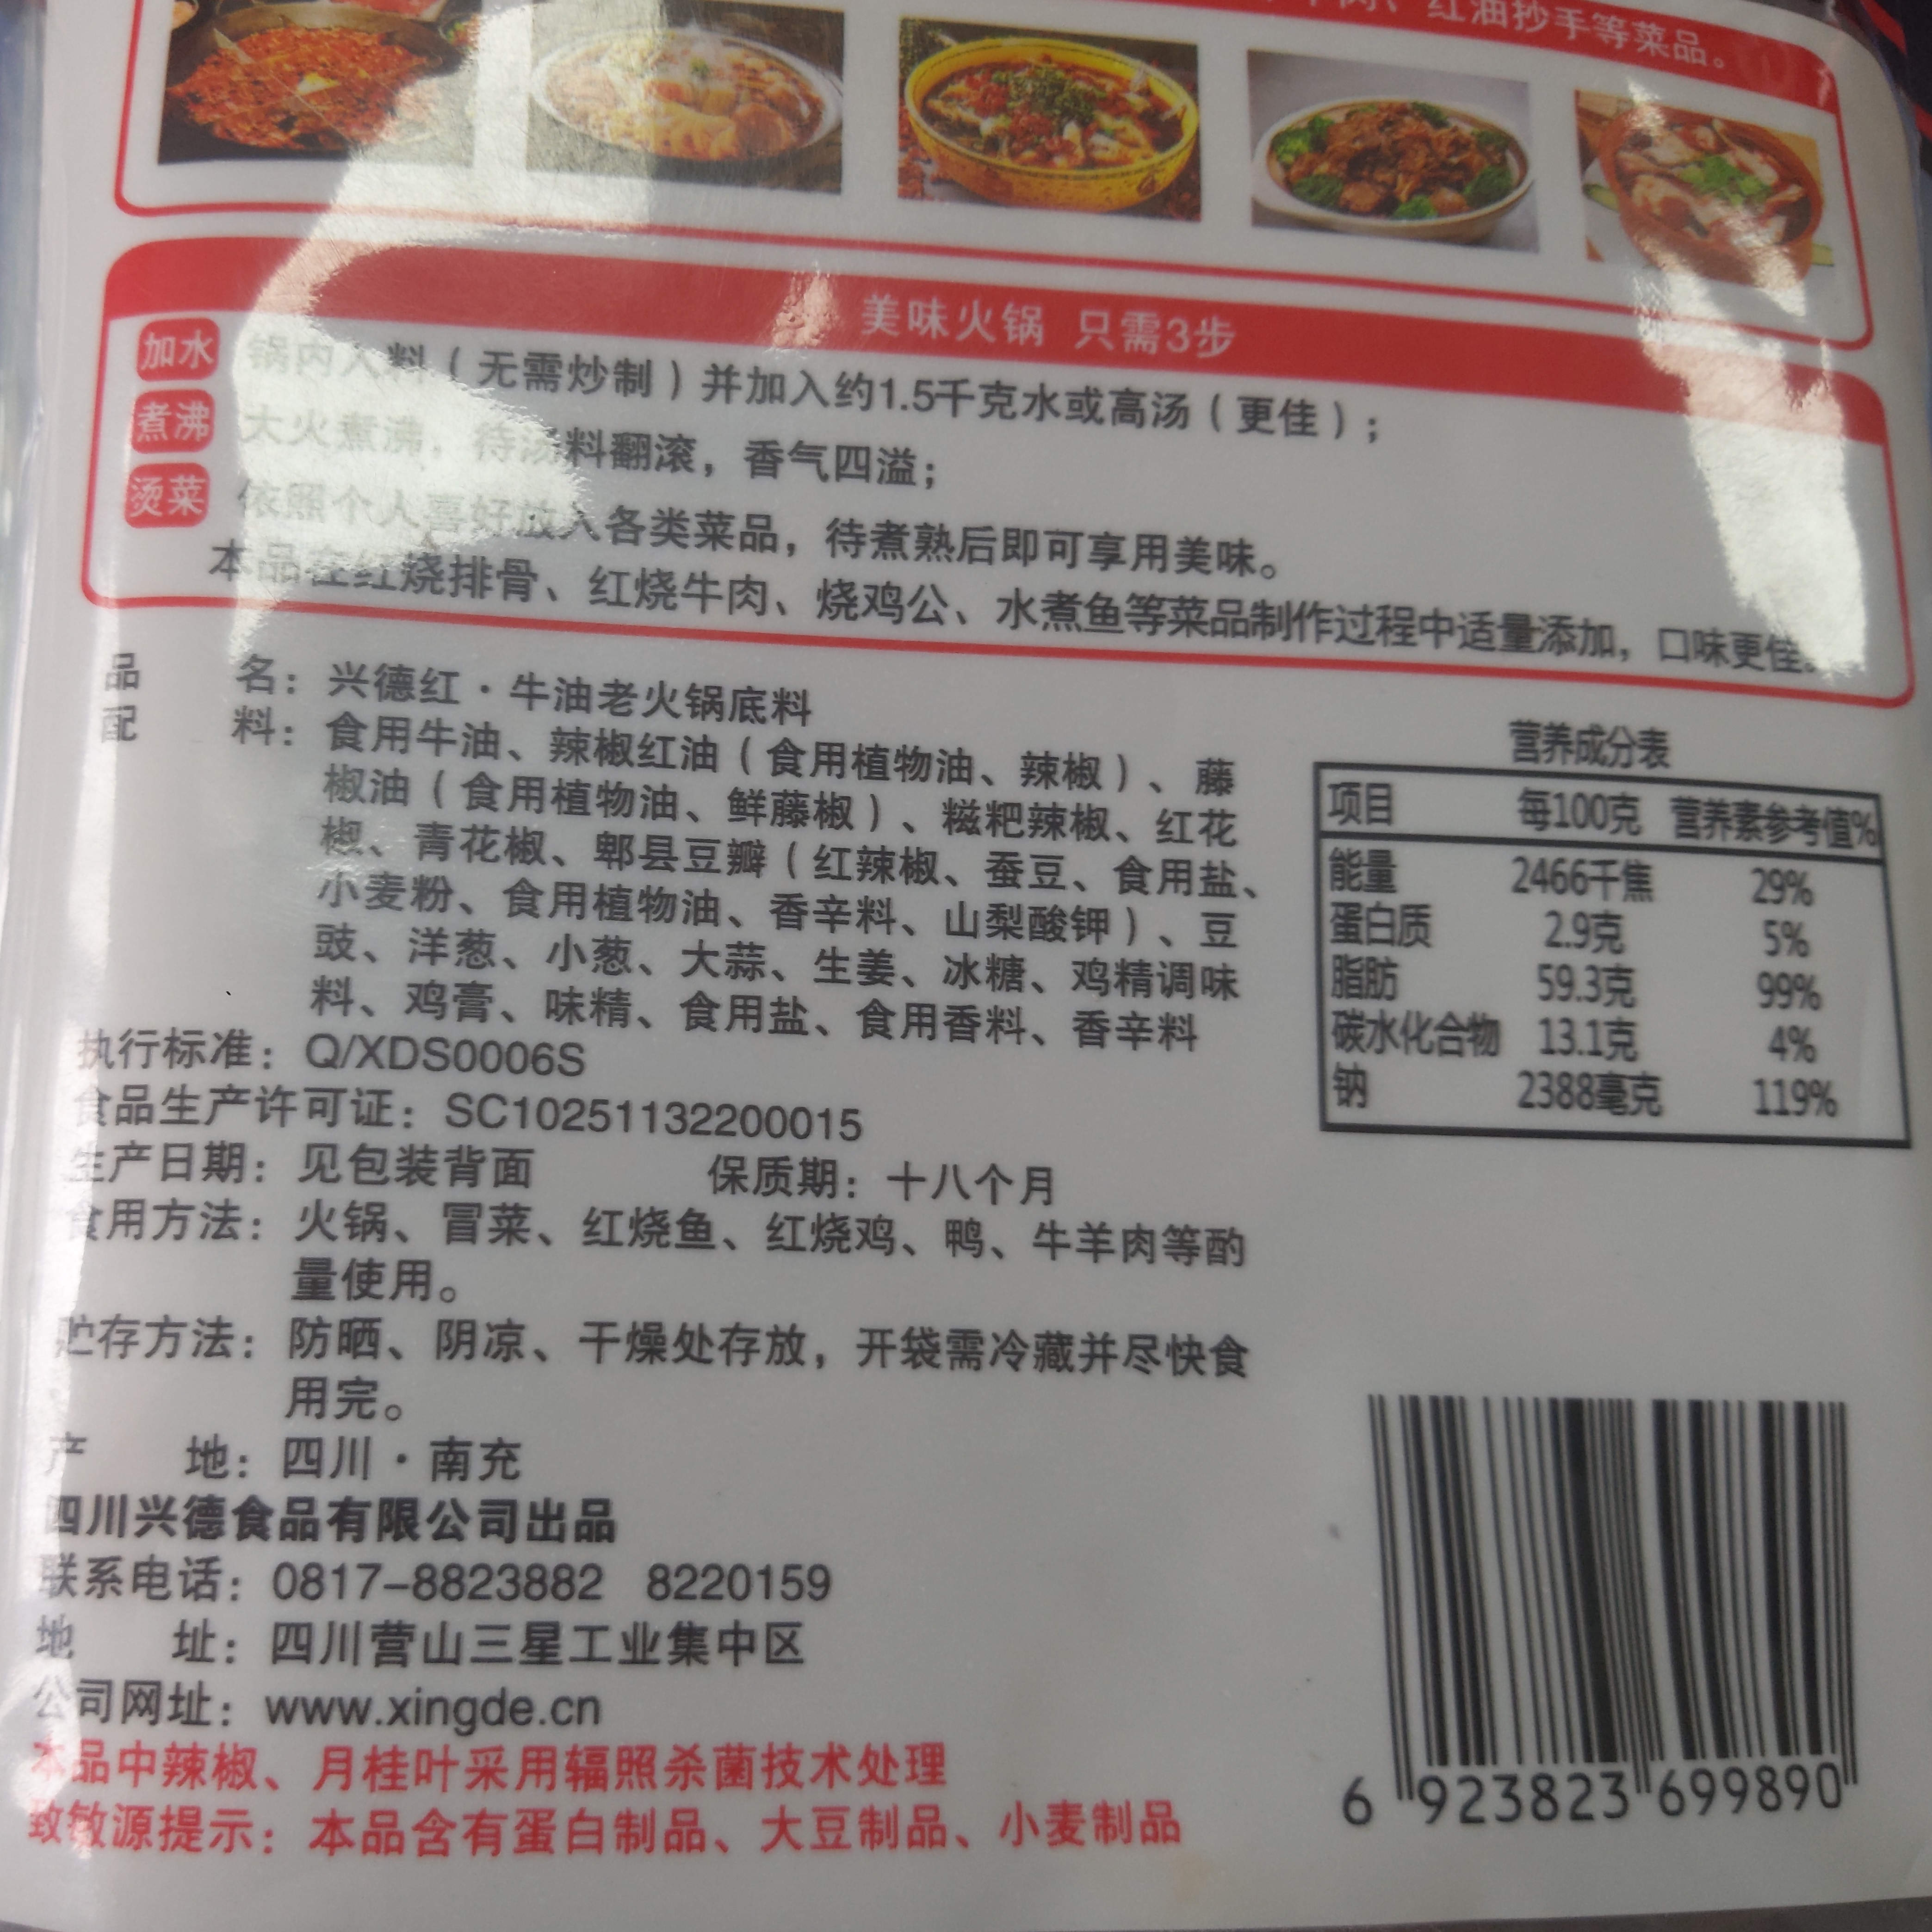 红油抄手等菜品。
美味火锅 只需3步
加水 锅内入料（无需炒制）并加入约1.5千克水或高汤（更佳）；
煮沸 大火煮沸，待汤料翻滚，香气四溢；
烫菜 依照个人喜好放入各类菜品，待煮熟后即可享用美味。
本品在红烧排骨、红烧牛肉、烧鸡公、水煮鱼等菜品制作过程中适量添加，口味更佳。
品 名：兴德红·牛油老火锅底料
配 料：食用牛油、辣椒红油（食用植物油、辣椒）、藤
椒油（食用植物油、鲜藤椒）、糍粑辣椒、红花
椒、青花椒、郫县豆瓣（红辣椒、蚕豆、食用盐、
小麦粉、食用植物油、香辛料、山梨酸钾）、豆
豉、洋葱、小葱、大蒜、生姜、冰糖、鸡精调味
料、鸡膏、味精、食用盐、食用香料、香辛料
执行标准：Q/XDS0006S
食品生产许可证：SC10251132200015
生产日期：见包装背面 保质期：十八个月
食用方法：火锅、冒菜、红烧鱼、红烧鸡、鸭、牛羊肉等酌
量使用。
贮存方法：防晒、阴凉、干燥处存放，开袋需冷藏并尽快食
用完。
产 地：四川·南充
四川兴德食品有限公司出品
联系电话：0817-8823882 8220159
地 址：四川营山三星工业集中区
公司网址：www.xingde.cn
本品中辣椒、月桂叶采用辐照杀菌技术处理
致敏源提示：本品含有蛋白制品、大豆制品、小麦制品
营养成分表
项目 每100克 营养素参考值%
能量 2466千焦 29%
蛋白质 2.9克 5%
脂肪 59.3克 99%
碳水化合物 13.1克 4%
钠 2388毫克 119%
6 923823 699890